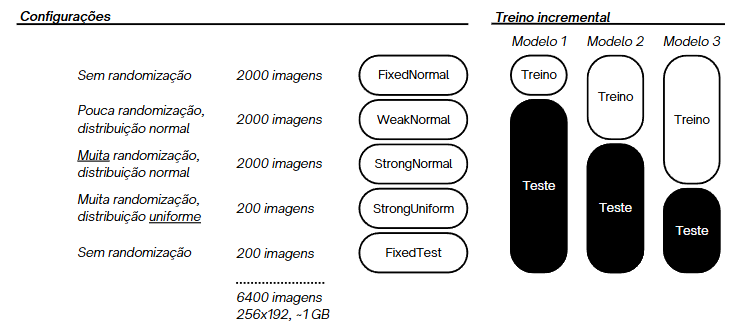 Configurações
Treino incremental
Modelo 1 Modelo 2 Modelo 3
Sem randomização 2000 imagens FixedNormal
Treino
Treino
Treino
Pouca randomização,
distribuição normal
2000 imagens WeakNormal
Muita randomização,
distribuição normal
2000 imagens StrongNormal
Teste
Teste
Teste
Muita randomização,
distribuição uniforme
200 imagens StrongUniform
Sem randomização 200 imagens FixedTest
6400 imagens
256x192, ~1 GB